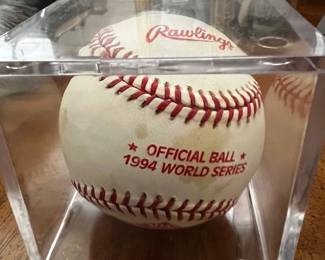 Rawlings
★ OFFICIAL BALL ★
1994 WORLD SERIES